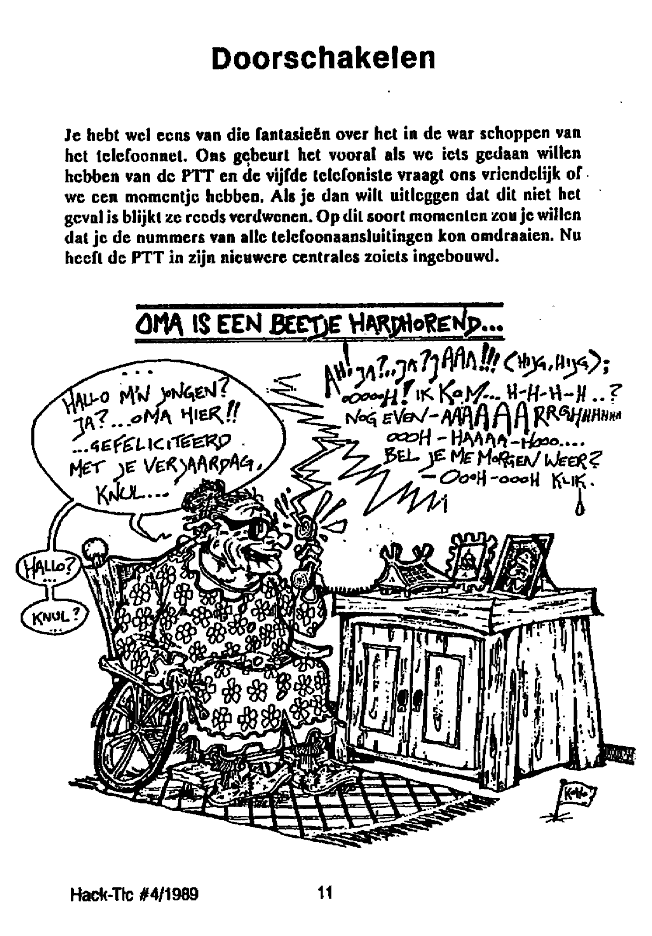 Doorschakelen
Je hebt wel eens van die fantasieën over het in de war schoppen van
het telefoonnet. Ons gebeurt het vooral als we iets gedaan willen
hebben van de PTT en de vijfde telefoniste vraagt ons vriendelijk of
we een momentje hebben. Als je dan wilt uitleggen dat dit niet het
geval is blijkt ze reeds verdwenen. Op dit soort momenten zou je willen
dat je de nummers van alle telefoonaansluitingen kon omdraaien. Nu
heeft de PTT in zijn nieuwere centrales zoiets ingebouwd.
OMA IS EEN BEETJE HARDHOREND...
...
HALLO M'N JONGEN?
JA?...OMA HIER!!
...GEFELICITEERD
MET JE VERJAARDAG,
KNUL...
HALLO?
...
KNUL?
...
AH! JA?..JA?JAAA!!! (HIJG, HIJG);
OOOOH! IK KOM... H-H-H-H..?
NOG EVEN-AAAAAARRGHHHHHH
OOOH-HAAAA-HOOO....
BEL JE ME MORGEN WEER?
-OOOH-OOOH KLIK.
Hack-Tic #4/1989
11